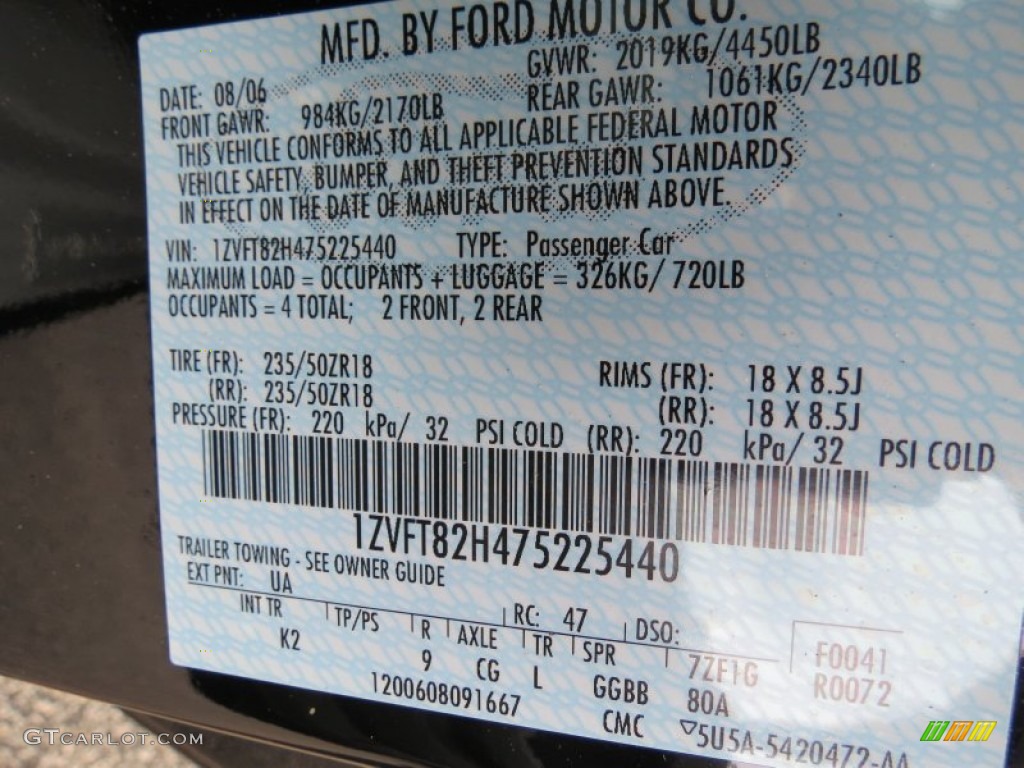 MFD. BY FORD MOTOR CO.
DATE: 08/06 GVWR: 2019KG/4450LB
FRONT GAWR: 984KG/2170LB REAR GAWR: 1061KG/2340LB
THIS VEHICLE CONFORMS TO ALL APPLICABLE FEDERAL MOTOR
VEHICLE SAFETY, BUMPER, AND THEFT PREVENTION STANDARDS
IN EFFECT ON THE DATE OF MANUFACTURE SHOWN ABOVE.
VIN: 1ZVFT82H475225440 TYPE: Passenger Car
MAXIMUM LOAD = OCCUPANTS + LUGGAGE = 326KG/ 720LB
OCCUPANTS = 4 TOTAL; 2 FRONT, 2 REAR
TIRE (FR): 235/50ZR18 RIMS (FR): 18 X 8.5J
(RR): 235/50ZR18 (RR): 18 X 8.5J
PRESSURE (FR): 220 kPa/ 32 PSI COLD (RR): 220 kPa/ 32 PSI COLD
1ZVFT82H475225440
TRAILER TOWING - SEE OWNER GUIDE
EXT PNT: UA RC: 47 DSO: F0041
INT TR TP/PS R AXLE TR SPR 7ZF1G R0072
K2 9 CG L GGBB 80A
1200608091667 CMC ▽5U5A-5420472-AA
GTCARLOT.COM